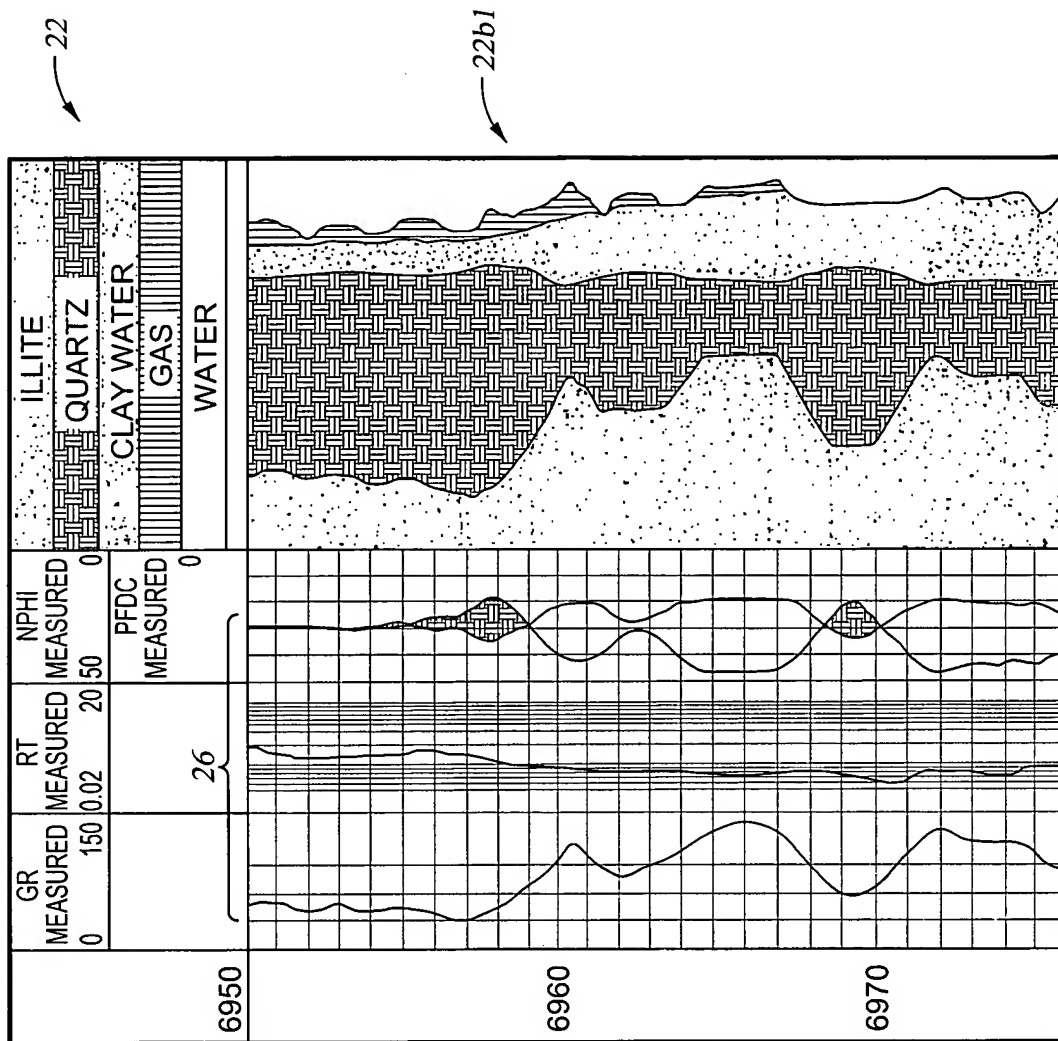 22
22b1
ILLITE
QUARTZ
CLAY WATER
GAS
WATER
GR
MEASURED
0 150
RT
MEASURED
0.02 20
NPHI
MEASURED
50 0
PFDC
MEASURED
0
26
6950
6960
6970